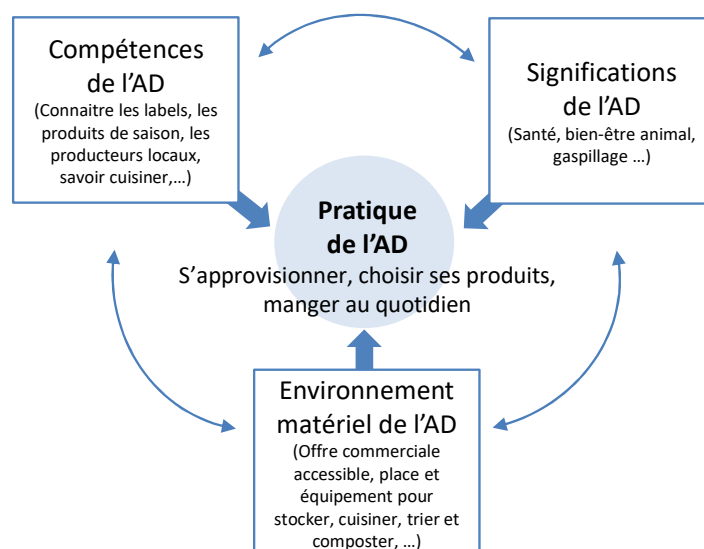 Compétences
de l’AD
(Connaitre les labels, les
produits de saison, les
producteurs locaux,
savoir cuisiner,…)
Significations
de l’AD
(Santé, bien-être animal,
gaspillage …)
Pratique
de l’AD
S’approvisionner, choisir ses produits,
manger au quotidien
Environnement
matériel de l’AD
(Offre commerciale
accessible, place et
équipement pour
stocker, cuisiner, trier et
composter, …)